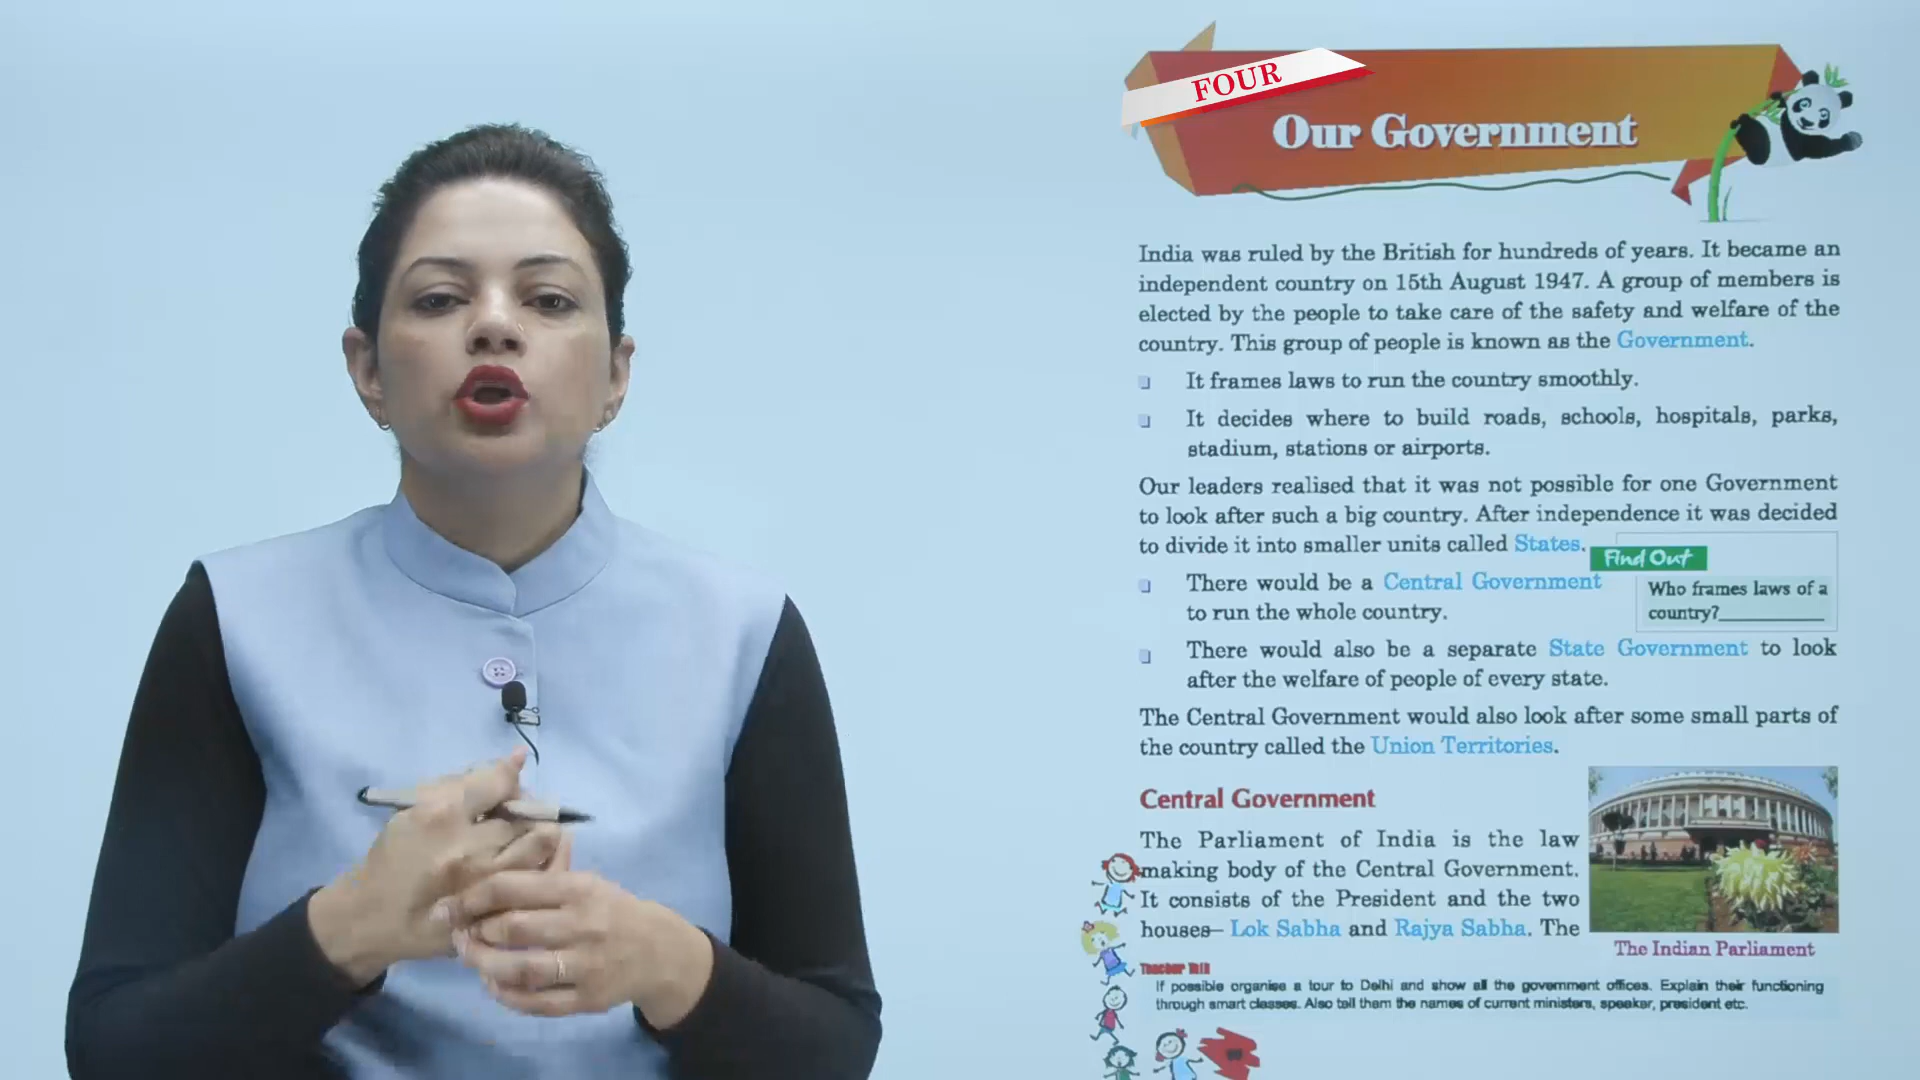 FOUR
Our Government
India was ruled by the British for hundreds of years. It became an
independent country on 15th August 1947. A group of members is
elected by the people to take care of the safety and welfare of the
country. This group of people is known as the Government.
It frames laws to run the country smoothly.
It decides where to build roads, schools, hospitals, parks,
stadium, stations or airports.
Our leaders realised that it was not possible for one Government
to look after such a big country. After independence it was decided
to divide it into smaller units called States.
Find Out
Who frames laws of a
country?____________
There would be a Central Government
to run the whole country.
There would also be a separate State Government to look
after the welfare of people of every state.
The Central Government would also look after some small parts of
the country called the Union Territories.
Central Government
The Parliament of India is the law
making body of the Central Government.
It consists of the President and the two
houses– Lok Sabha and Rajya Sabha. The
The Indian Parliament
Teacher Talk
If possible organise a tour to Delhi and show all the government offices. Explain their functioning
through smart classes. Also tell them the names of current ministers, speaker, president etc.